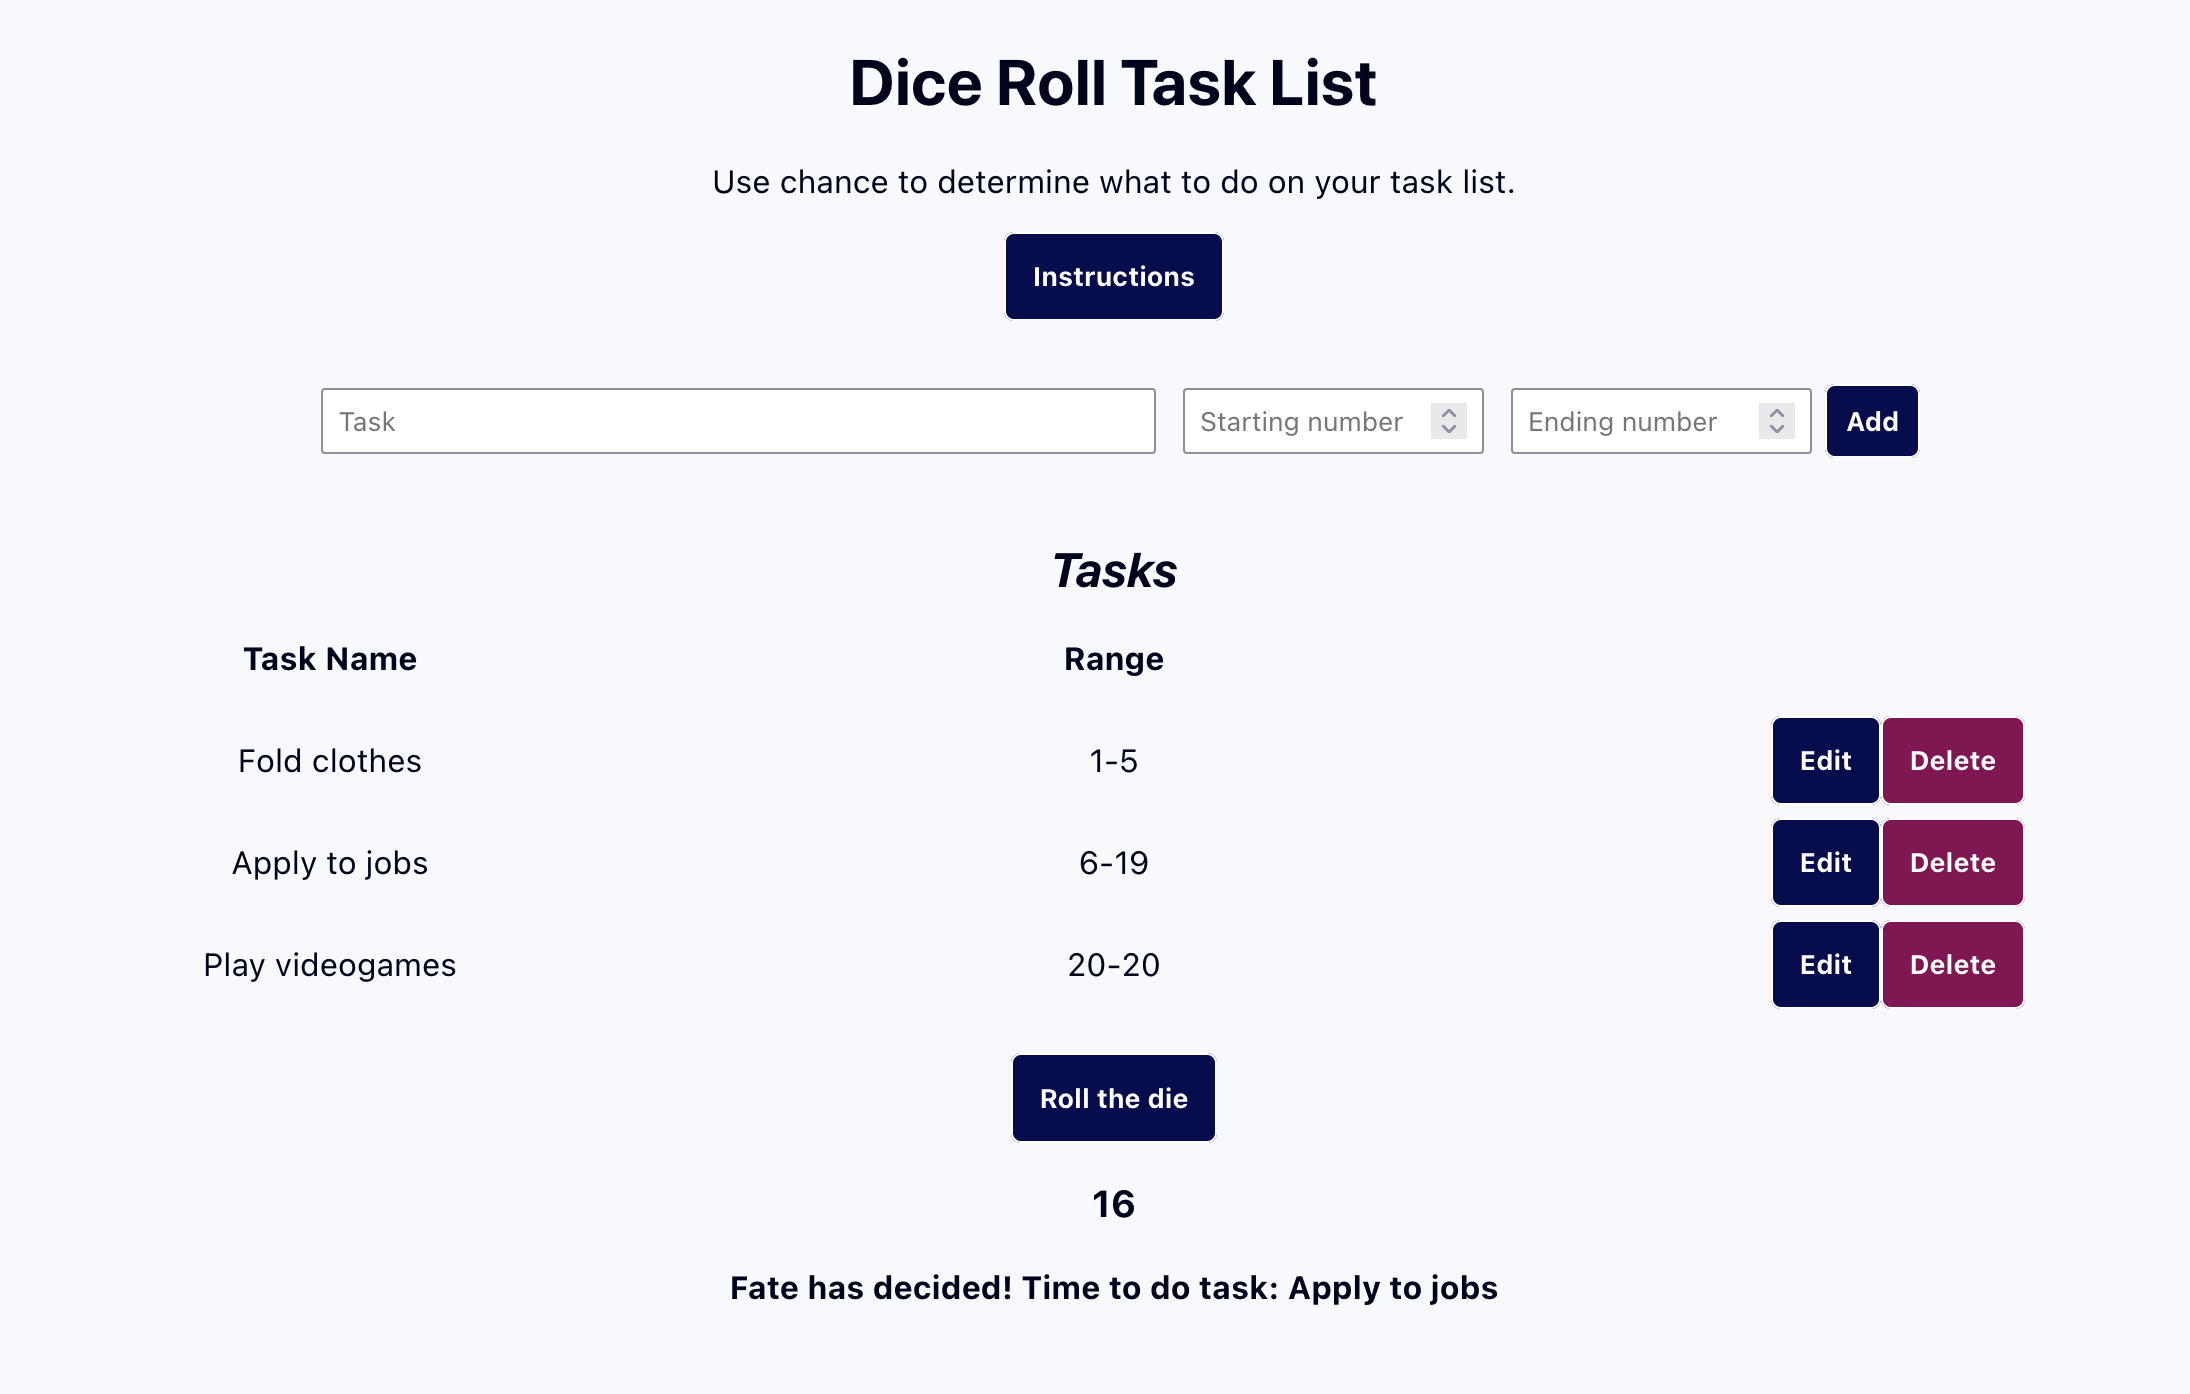 Dice Roll Task List
Use chance to determine what to do on your task list.
Instructions
Task Starting number Ending number Add
Tasks
Task Name Range
Fold clothes 1-5 Edit Delete
Apply to jobs 6-19 Edit Delete
Play videogames 20-20 Edit Delete
Roll the die
16
Fate has decided! Time to do task: Apply to jobs